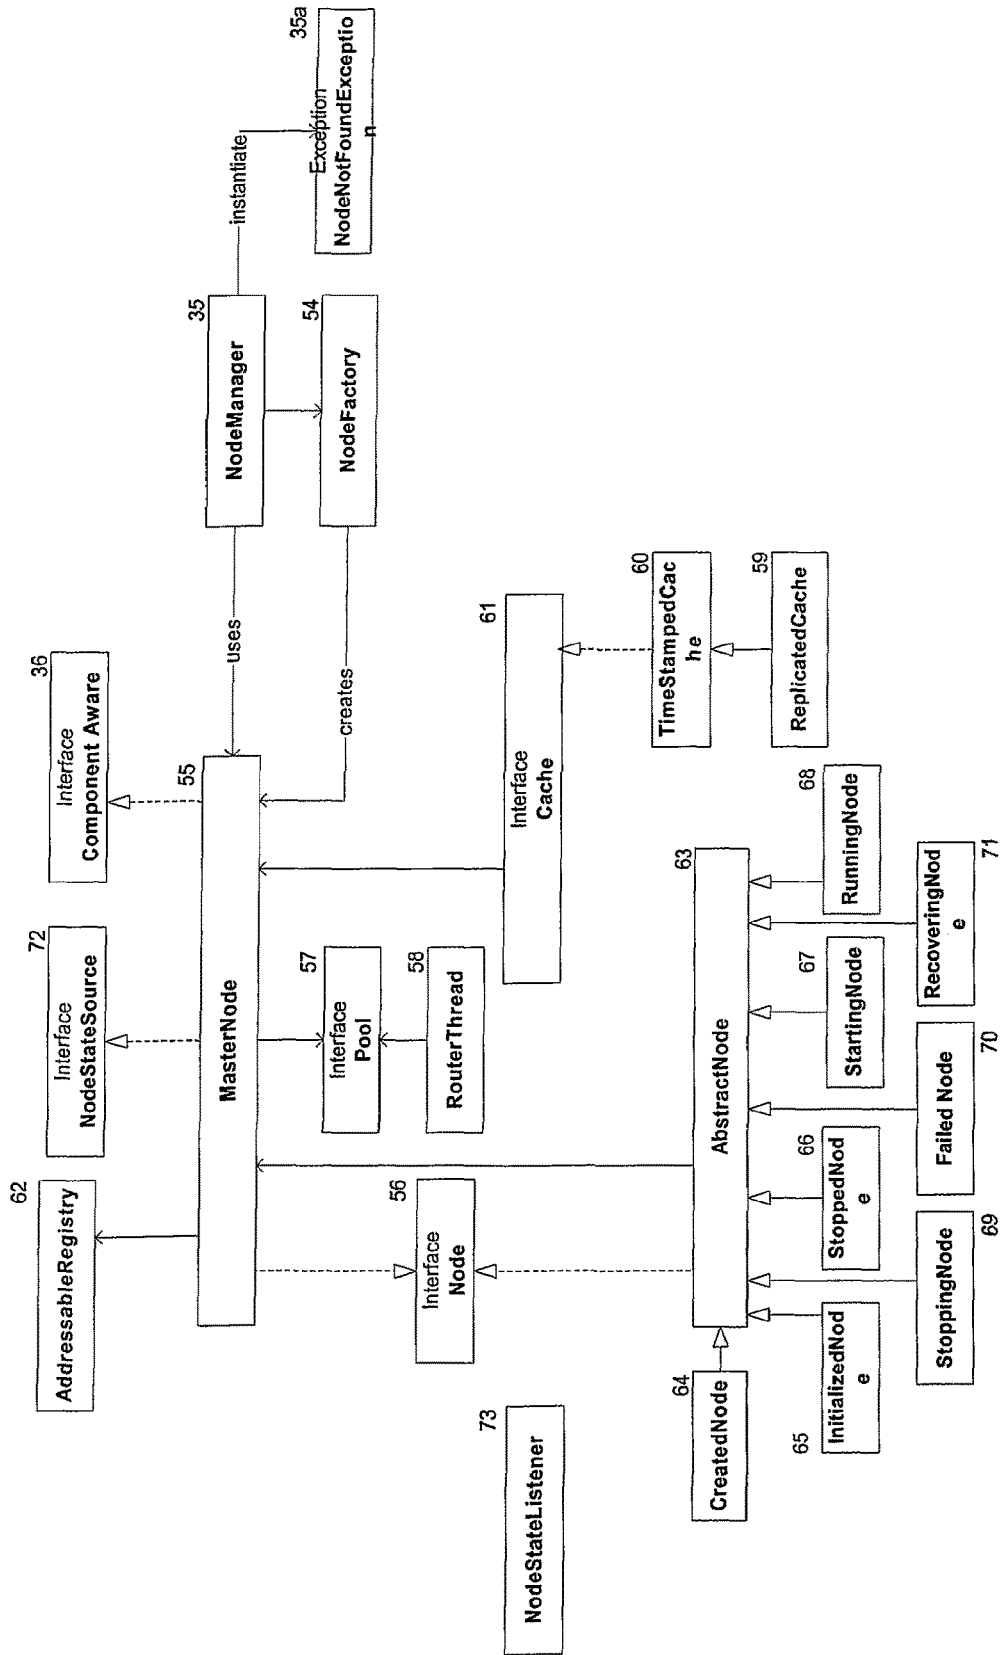 62
AddressableRegistry
72
Interface
NodeStateSource
36
Interface
Component Aware
55
MasterNode
uses
35
NodeManager
instantiate
35a
Exception
NodeNotFoundExceptio
n
54
NodeFactory
creates
56
Interface
Node
57
Interface
Pool
58
RouterThread
61
Interface
Cache
60
TimeStampedCac
he
59
ReplicatedCache
73
NodeStateListener
63
AbstractNode
64
CreatedNode
65
InitializedNod
e
66
StoppedNod
e
67
StartingNode
68
RunningNode
69
StoppingNode
70
Failed Node
71
RecoveringNod
e